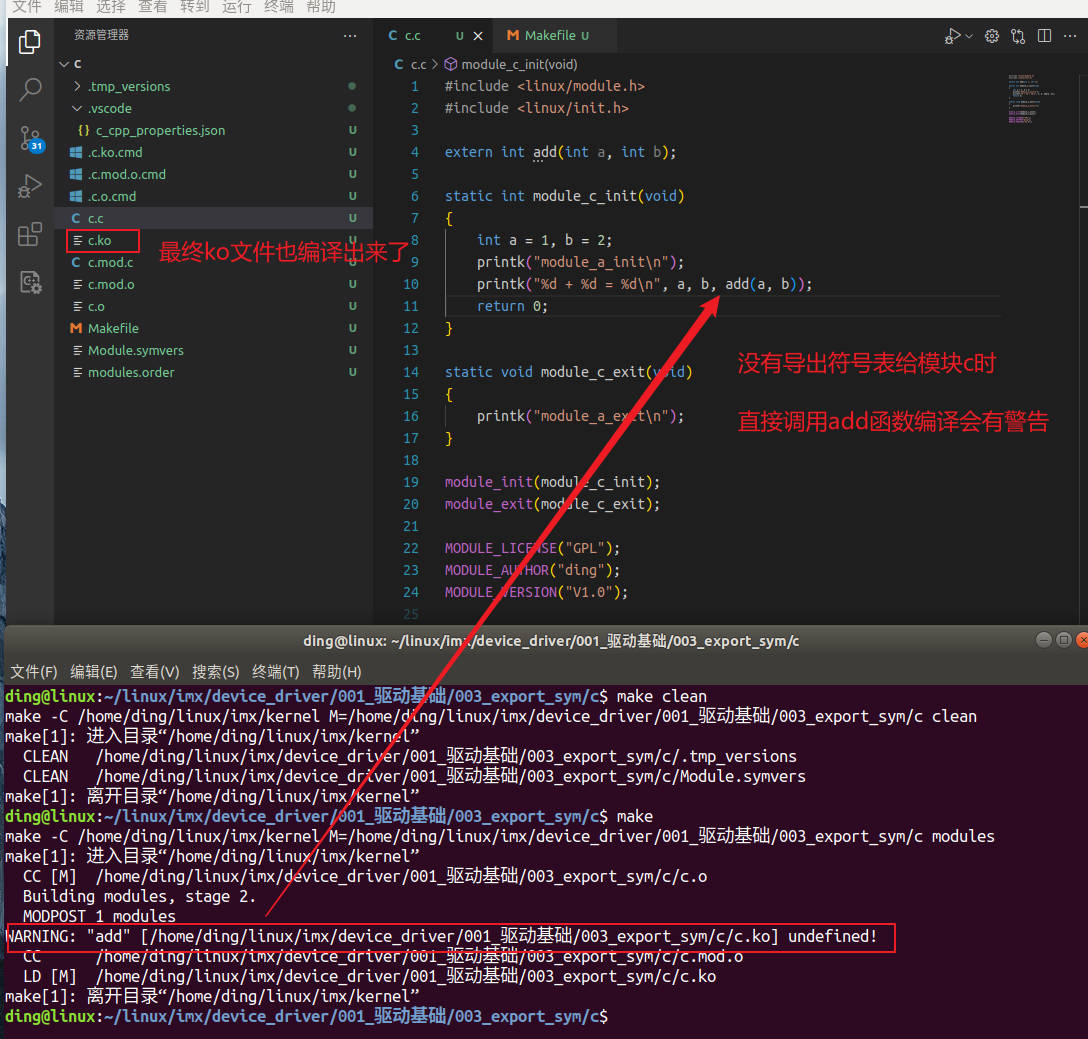 文件 编辑 选择 查看 转到 运行 终端 帮助
资源管理器 ...
C c.c U ×
M Makefile U
C
C c.c > module_c_init(void)
.tmp_versions
.vscode
{} c_cpp_properties.json U
.c.ko.cmd U
.c.mod.o.cmd U
.c.o.cmd U
C c.c U
c.ko U
C c.mod.c U
c.mod.o U
c.o U
M Makefile U
Module.symvers U
modules.order U
31
最终ko文件也编译出来了
1 #include <linux/module.h>
2 #include <linux/init.h>
3
4 extern int add(int a, int b);
5
6 static int module_c_init(void)
7 {
8 int a = 1, b = 2;
9 printk("module_a_init\n");
10 printk("%d + %d = %d\n", a, b, add(a, b));
11 return 0;
12 }
13
14 static void module_c_exit(void)
15 {
16 printk("module_a_exit\n");
17 }
18
19 module_init(module_c_init);
20 module_exit(module_c_exit);
21
22 MODULE_LICENSE("GPL");
23 MODULE_AUTHOR("ding");
24 MODULE_VERSION("V1.0");
25
没有导出符号表给模块c时
直接调用add函数编译会有警告
ding@linux: ~/linux/imx/device_driver/001_驱动基础/003_export_sym/c
文件(F) 编辑(E) 查看(V) 搜索(S) 终端(T) 帮助(H)
ding@linux:~/linux/imx/device_driver/001_驱动基础/003_export_sym/c$ make clean
make -C /home/ding/linux/imx/kernel M=/home/ding/linux/imx/device_driver/001_驱动基础/003_export_sym/c clean
make[1]: 进入目录“/home/ding/linux/imx/kernel”
CLEAN /home/ding/linux/imx/device_driver/001_驱动基础/003_export_sym/c/.tmp_versions
CLEAN /home/ding/linux/imx/device_driver/001_驱动基础/003_export_sym/c/Module.symvers
make[1]: 离开目录“/home/ding/linux/imx/kernel”
ding@linux:~/linux/imx/device_driver/001_驱动基础/003_export_sym/c$ make
make -C /home/ding/linux/imx/kernel M=/home/ding/linux/imx/device_driver/001_驱动基础/003_export_sym/c modules
make[1]: 进入目录“/home/ding/linux/imx/kernel”
CC [M] /home/ding/linux/imx/device_driver/001_驱动基础/003_export_sym/c/c.o
Building modules, stage 2.
MODPOST 1 modules
WARNING: "add" [/home/ding/linux/imx/device_driver/001_驱动基础/003_export_sym/c/c.ko] undefined!
CC /home/ding/linux/imx/device_driver/001_驱动基础/003_export_sym/c/c.mod.o
LD [M] /home/ding/linux/imx/device_driver/001_驱动基础/003_export_sym/c/c.ko
make[1]: 离开目录“/home/ding/linux/imx/kernel”
ding@linux:~/linux/imx/device_driver/001_驱动基础/003_export_sym/c$